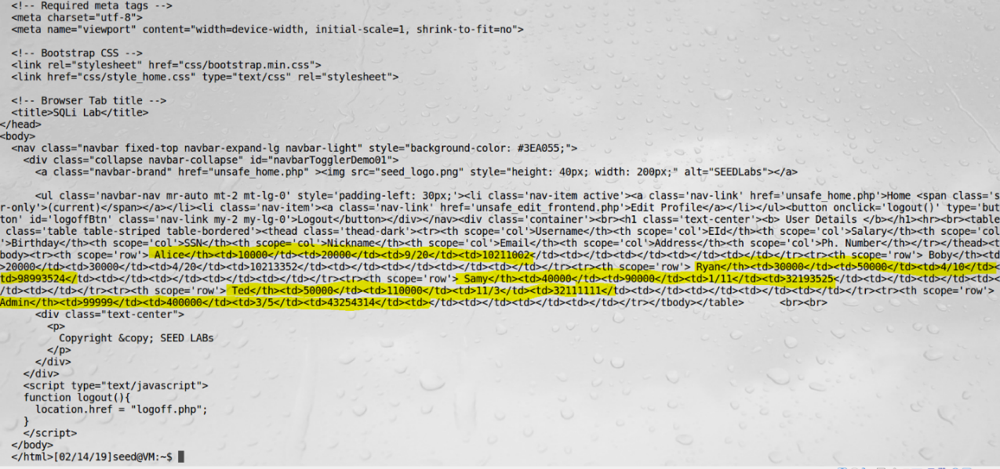 <!-- Required meta tags -->
<meta charset="utf-8">
<meta name="viewport" content="width=device-width, initial-scale=1, shrink-to-fit=no">
<!-- Bootstrap CSS -->
<link rel="stylesheet" href="css/bootstrap.min.css">
<link href="css/style_home.css" type="text/css" rel="stylesheet">
<!-- Browser Tab title -->
<title>SQLi Lab</title>
</head>
<body>
<nav class="navbar fixed-top navbar-expand-lg navbar-light" style="background-color: #3EA055;">
<div class="collapse navbar-collapse" id="navbarTogglerDemo01">
<a class="navbar-brand" href="unsafe_home.php" ><img src="seed_logo.png" style="height: 40px; width: 200px;" alt="SEEDLabs"></a>
<ul class='navbar-nav mr-auto mt-2 mt-lg-0' style='padding-left: 30px;'><li class='nav-item active'><a class='nav-link' href='unsafe_home.php'>Home <span class='s
r-only'>(current)</span></a></li><li class='nav-item'><a class='nav-link' href='unsafe_edit_frontend.php'>Edit Profile</a></li></ul><button onclick='logout()' type='but
ton' id='logoffBtn' class='nav-link my-2 my-lg-0'>Logout</button></div></nav><div class='container'><br><h1 class='text-center'><b> User Details </b></h1><hr><br><table
class='table table-striped table-bordered'><thead class='thead-dark'><tr><th scope='col'>Username</th><th scope='col'>EId</th><th scope='col'>Salary</th><th scope='col
'>Birthday</th><th scope='col'>SSN</th><th scope='col'>Nickname</th><th scope='col'>Email</th><th scope='col'>Address</th><th scope='col'>Ph. Number</th></tr></thead><t
body><tr><th scope='row'> Alice</th><td>10000</td><td>20000</td><td>9/20</td><td>10211002</td><td></td><td></td><td></td><td></td></tr><tr><th scope='row'> Boby</th><td
>20000</td><td>30000</td><td>4/20</td><td>10213352</td><td></td><td></td><td></td><td></td></tr><tr><th scope='row'> Ryan</th><td>30000</td><td>50000</td><td>4/10</td><
td>98993524</td><td></td><td></td><td></td><td></td></tr><tr><th scope='row'> Samy</th><td>40000</td><td>90000</td><td>1/11</td><td>32193525</td><td></td><td></td><td><
/td><td></td></tr><tr><th scope='row'> Ted</th><td>50000</td><td>110000</td><td>11/3</td><td>32111111</td><td></td><td></td><td></td><td></td></tr><tr><th scope='row'>
Admin</th><td>99999</td><td>400000</td><td>3/5</td><td>43254314</td><td></td><td></td><td></td><td></td></tr></tbody></table> <br><br>
<div class="text-center">
<p>
Copyright &copy; SEED LABs
</p>
</div>
</div>
<script type="text/javascript">
function logout(){
location.href = "logoff.php";
}
</script>
</body>
</html>[02/14/19]seed@VM:~$